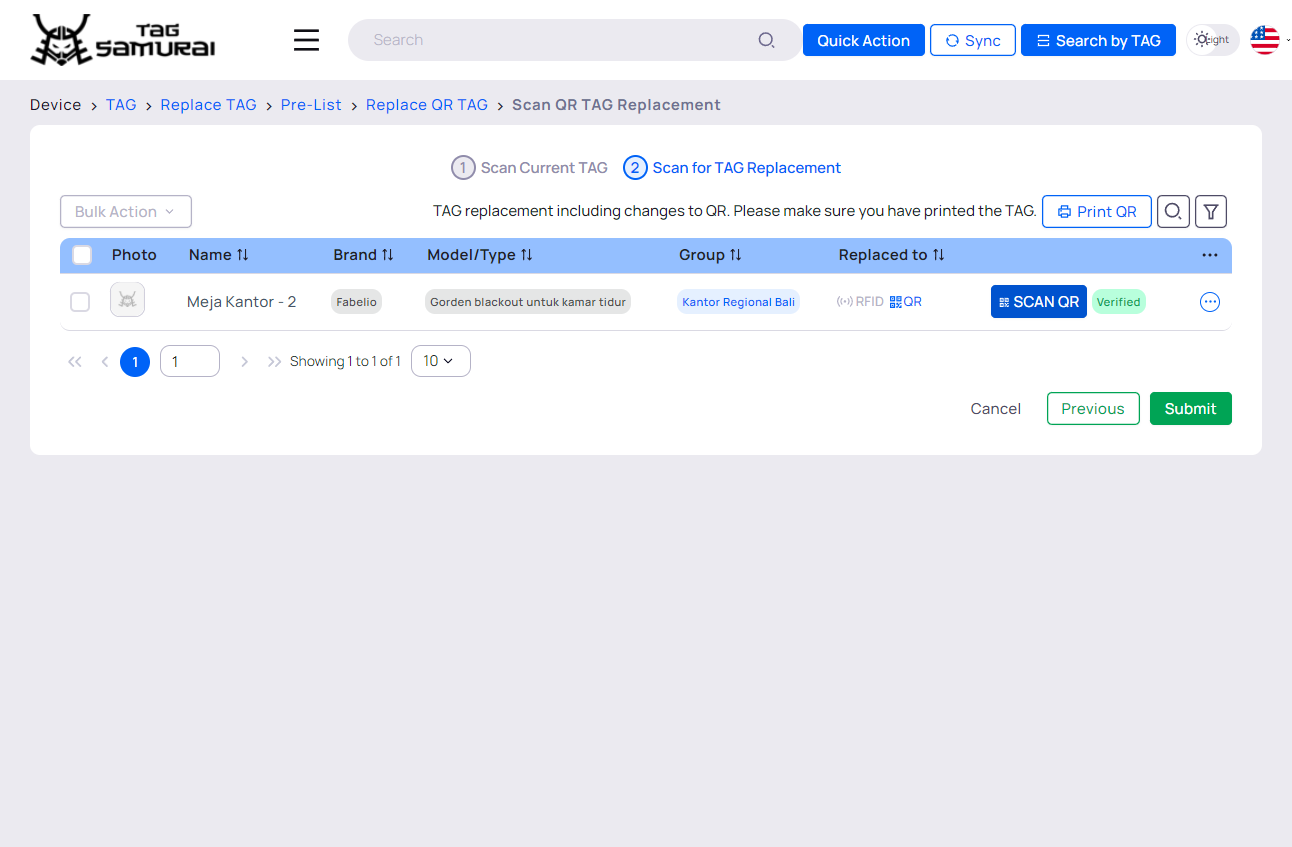 TAG SAMURAI
Search
Quick Action
Sync
Search by TAG
ight
Device > TAG > Replace TAG > Pre-List > Replace QR TAG > Scan QR TAG Replacement
1 Scan Current TAG 2 Scan for TAG Replacement
Bulk Action
TAG replacement including changes to QR. Please make sure you have printed the TAG.
Print QR
Photo Name Brand Model/Type Group Replaced to
Meja Kantor - 2 Fabelio Gorden blackout untuk kamar tidur Kantor Regional Bali RFID QR SCAN QR Verified
1 1 Showing 1 to 1 of 1 10
Cancel Previous Submit